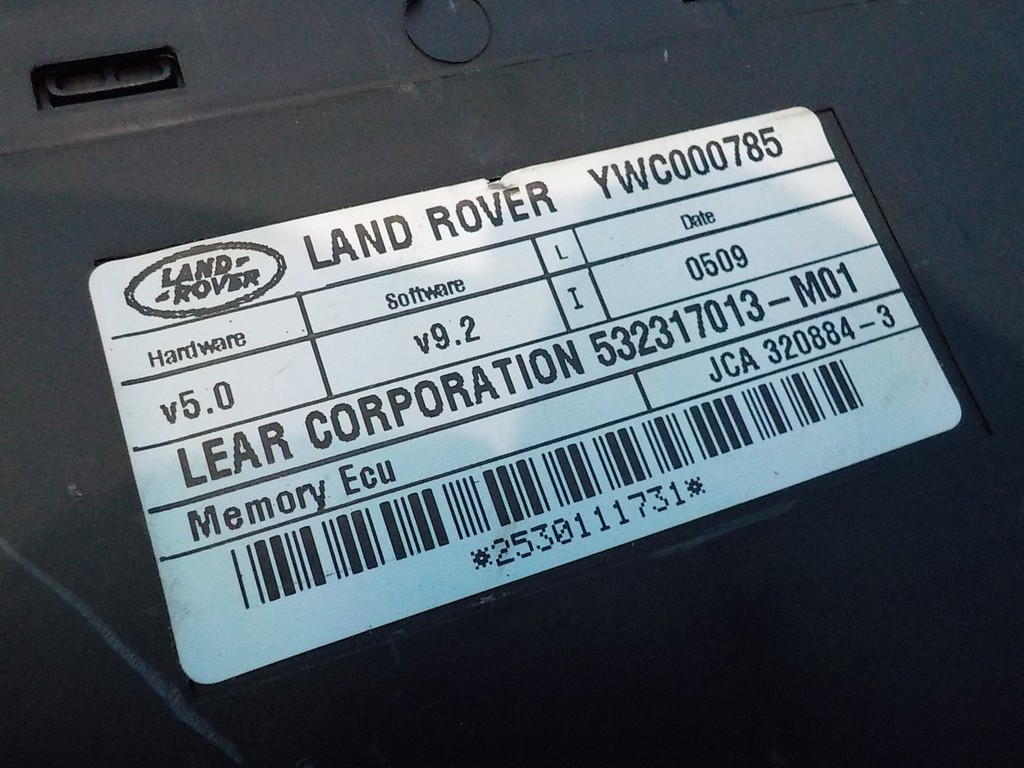 LAND-
-ROVER
LAND ROVER YWC000785
Hardware Software L Date
v5.0 v9.2 I 0509
LEAR CORPORATION 532317013-M01
Memory Ecu JCA 320884-3
*2530111731*